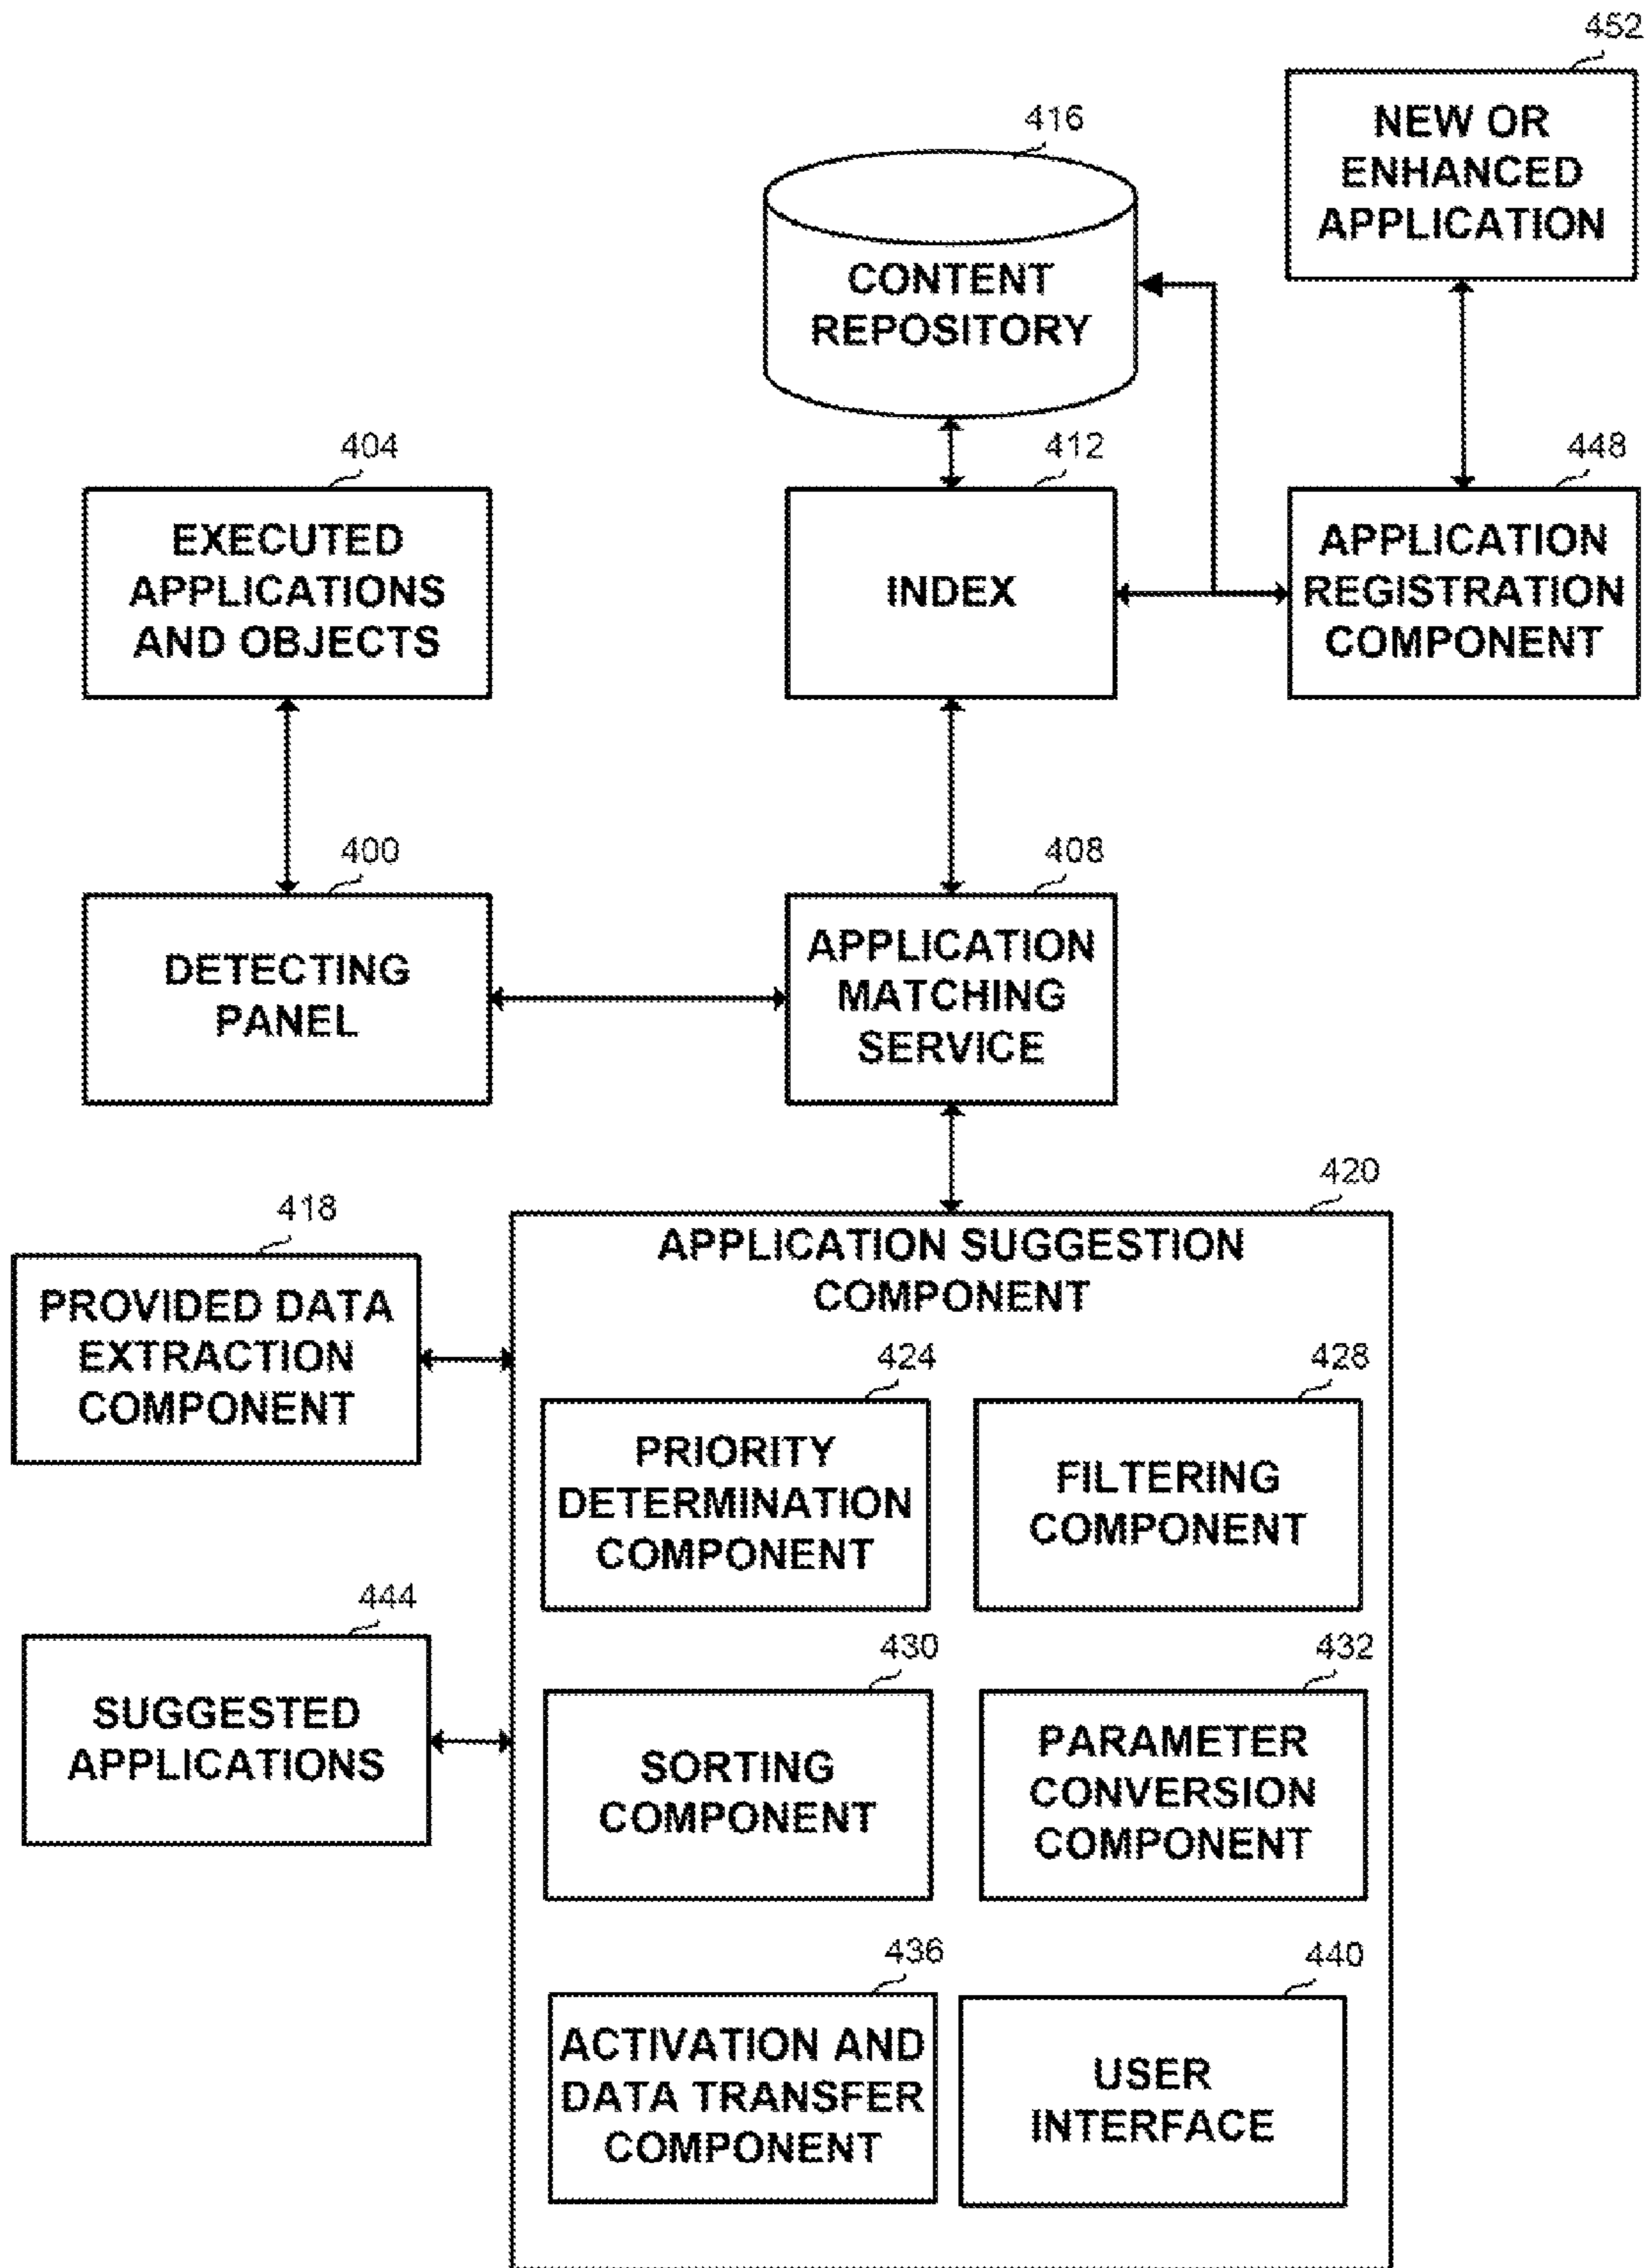 452
NEW OR
ENHANCED
APPLICATION
416
CONTENT
REPOSITORY
404
EXECUTED
APPLICATIONS
AND OBJECTS
412
INDEX
448
APPLICATION
REGISTRATION
COMPONENT
400
DETECTING
PANEL
408
APPLICATION
MATCHING
SERVICE
420
APPLICATION SUGGESTION
COMPONENT
418
PROVIDED DATA
EXTRACTION
COMPONENT
424
PRIORITY
DETERMINATION
COMPONENT
428
FILTERING
COMPONENT
444
SUGGESTED
APPLICATIONS
430
SORTING
COMPONENT
432
PARAMETER
CONVERSION
COMPONENT
436
ACTIVATION AND
DATA TRANSFER
COMPONENT
440
USER
INTERFACE